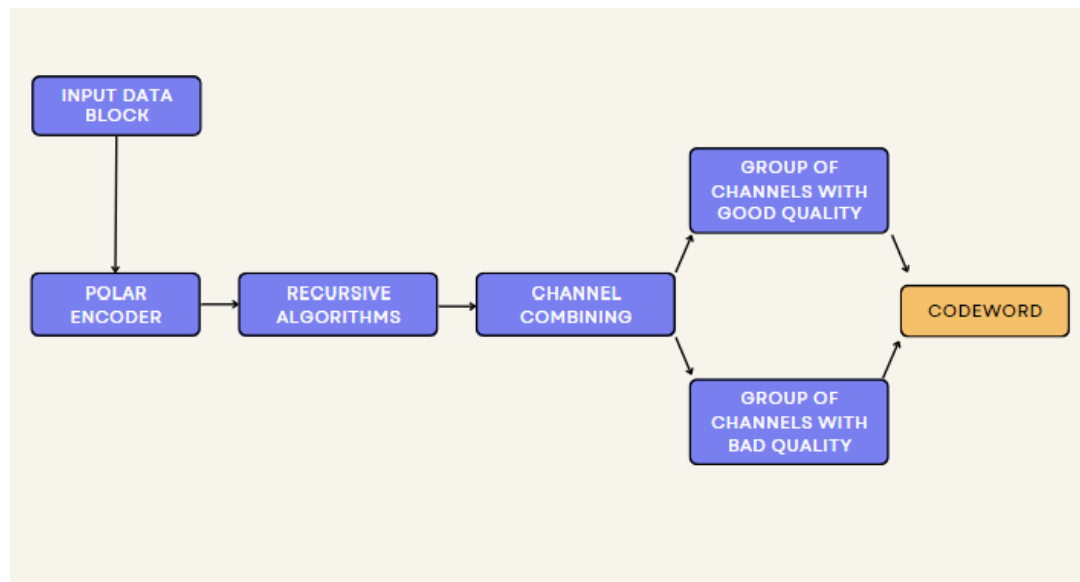 INPUT DATA
BLOCK
POLAR
ENCODER
RECURSIVE
ALGORITHMS
CHANNEL
COMBINING
GROUP OF
CHANNELS WITH
GOOD QUALITY
GROUP OF
CHANNELS WITH
BAD QUALITY
CODEWORD